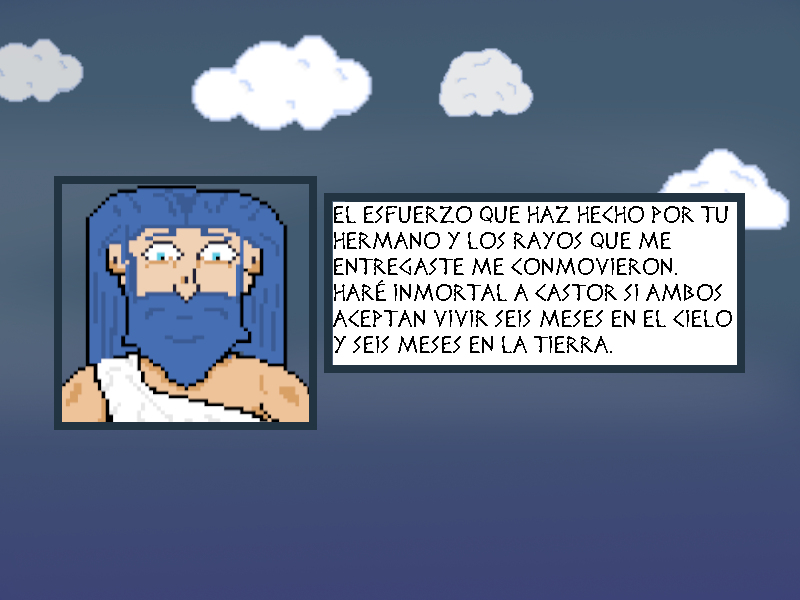 EL ESFUERZO QUE HAZ HECHO POR TU
HERMANO Y LOS RAYOS QUE ME
ENTREGASTE ME CONMOVIERON.
HARÉ INMORTAL A CASTOR SI AMBOS
ACEPTAN VIVIR SEIS MESES EN EL CIELO
Y SEIS MESES EN LA TIERRA.